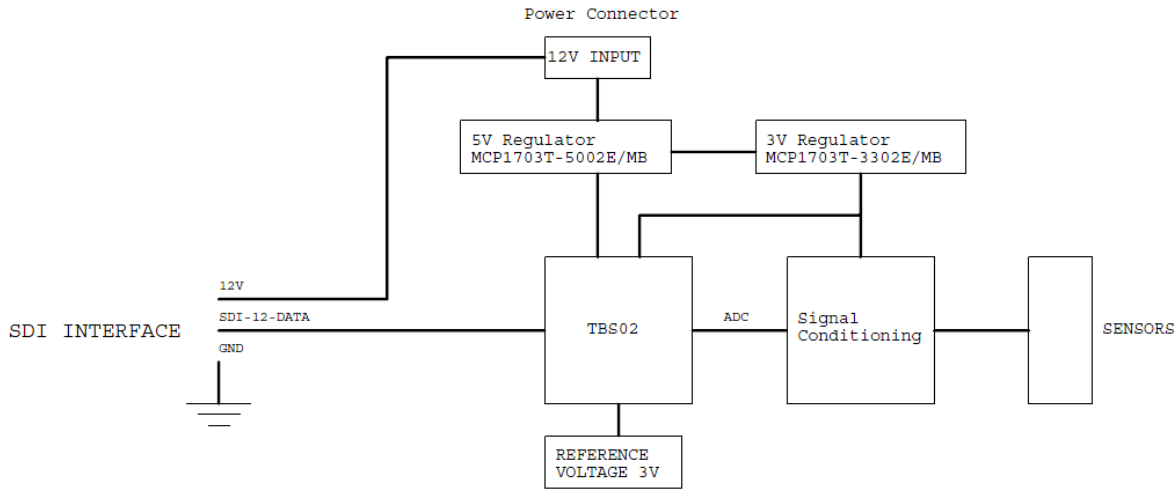 Power Connector
12V INPUT
5V Regulator
MCP1703T-5002E/MB
3V Regulator
MCP1703T-3302E/MB
12V
SDI-12-DATA
SDI INTERFACE
GND
TBS02
ADC
Signal
Conditioning
SENSORS
REFERENCE
VOLTAGE 3V